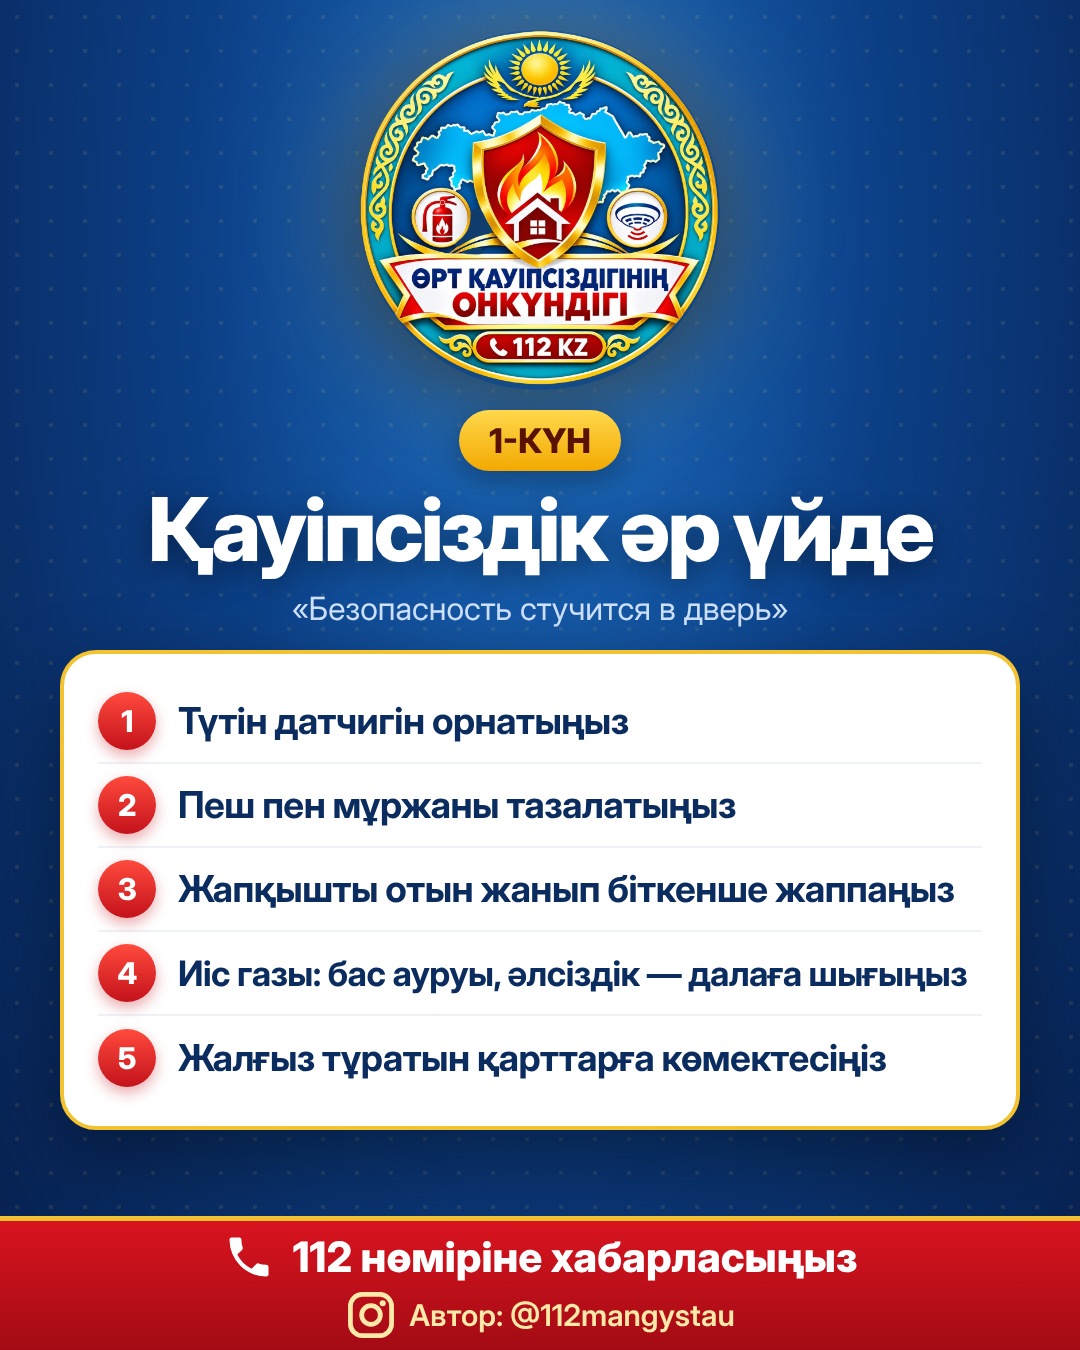 ӨРТ ҚАУІПСІЗДІГІНІҢ
ОНКҮНДІГІ
112 KZ
1-КҮН
Қауіпсіздік әр үйде
«Безопасность стучится в дверь»
1 Түтін датчигін орнатыңыз
2 Пеш пен мұржаны тазалатыңыз
3 Жапқышты отын жанып біткенше жаппаңыз
4 Иіс газы: бас ауруы, әлсіздік — далаға шығыңыз
5 Жалғыз тұратын қарттарға көмектесіңіз
112 нөміріне хабарласыңыз
Автор: @112mangystau